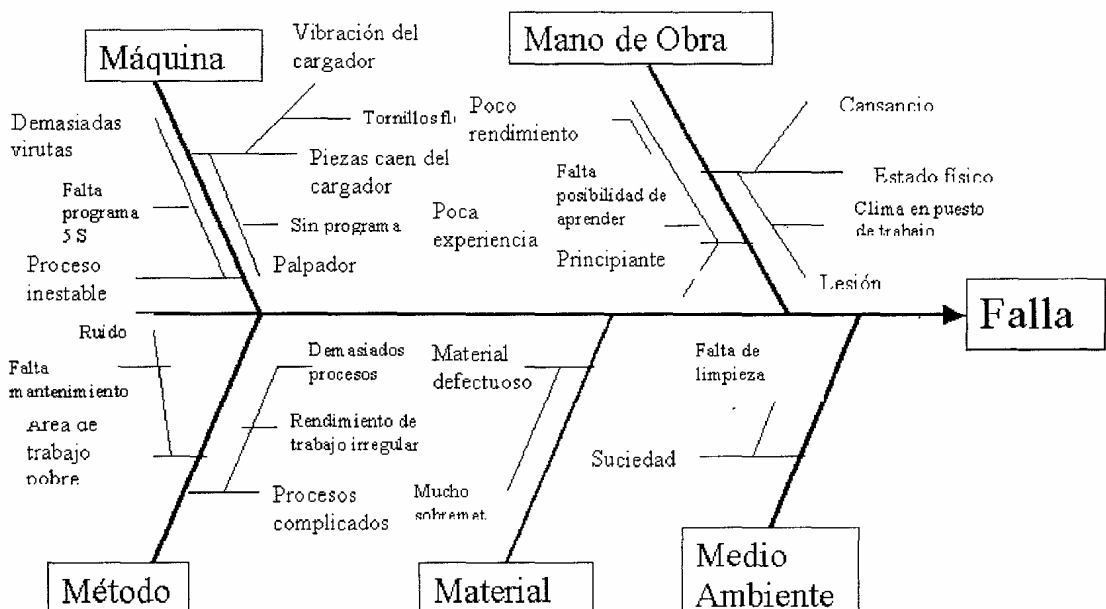 Máquina
Vibración del
cargador
Mano de Obra
Demasiadas
virutas
Tornillos fl
Poco
rendimiento
Cansancio
Piezas caen del
cargador
Falta
programa
5 S
Falta
posibilidad de
aprender
Estado físico
Sin programa
Poca
experiencia
Clima en puesto
de trabajo
Proceso
inestable
Palpador
Principiante
Lesión
Falla
Ruido
Demasiados
procesos
Material
defectuoso
Falta de
limpieza
Falta
mantenimiento
Area de
trabajo
pobre
Rendimiento de
trabajo irregular
Suciedad
Procesos
complicados
Mucho
sobremat.
Método
Material
Medio
Ambiente